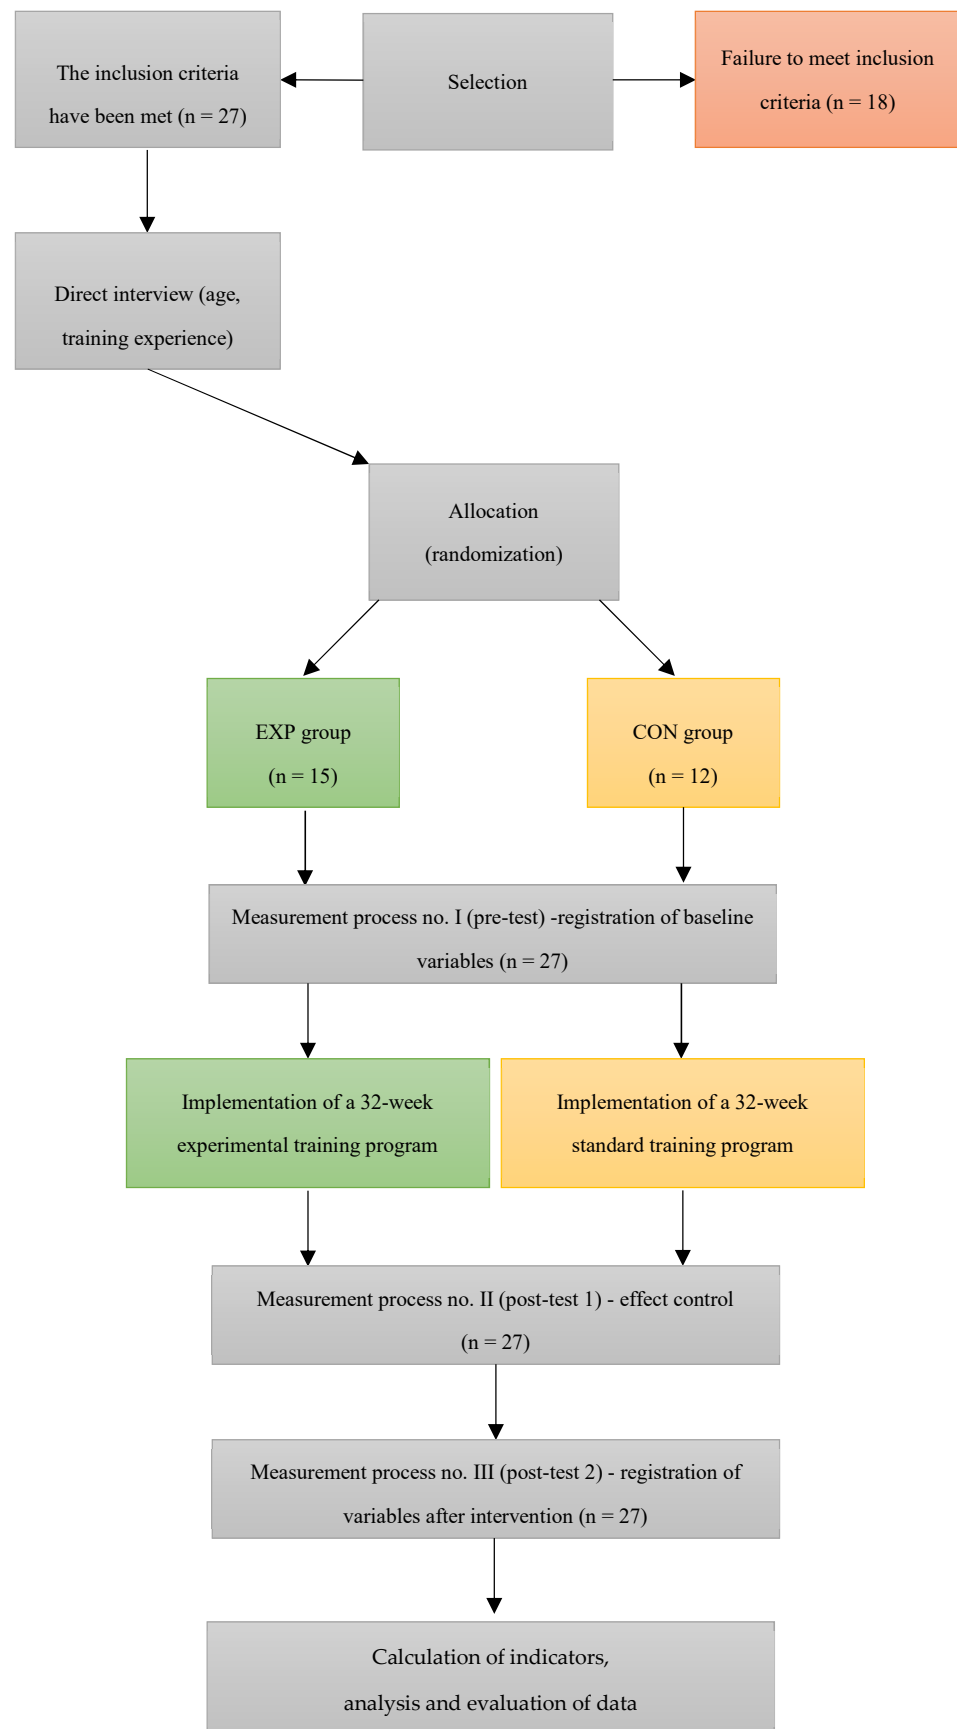 The inclusion criteria
have been met (n = 27)
Selection
Failure to meet inclusion
criteria (n = 18)
Direct interview (age,
training experience)
Allocation
(randomization)
EXP group
(n = 15)
CON group
(n = 12)
Measurement process no. I (pre-test) -registration of baseline
variables (n = 27)
Implementation of a 32-week
experimental training program
Implementation of a 32-week
standard training program
Measurement process no. II (post-test 1) - effect control
(n = 27)
Measurement process no. III (post-test 2) - registration of
variables after intervention (n = 27)
Calculation of indicators,
analysis and evaluation of data